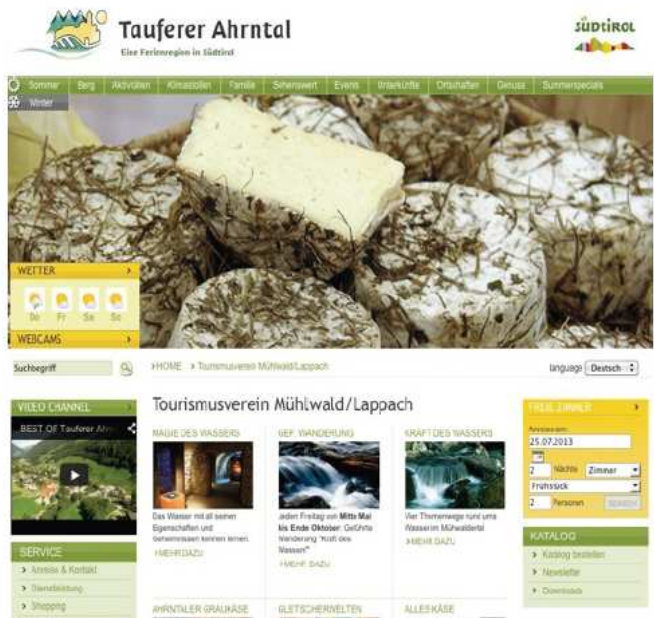 Tauferer Ahrntal
Eine Ferienregion in Südtirol
SÜDTIROL
Sommer Berg Aktivitäten Klimastollen Familie Sehenswert Events Unterkünfte Ortschaften Genuss Summerspecials
Winter
WETTER >
Do Fr Sa So
WEBCAMS >
Suchbegriff
>HOME > Tourismusverein Mühlwald/Lappach
language Deutsch
VIDEO CHANNEL >
BEST OF Tauferer Ahr
SERVICE
> Anreise & Kontakt
> Dienstleistung
> Shopping
Tourismusverein Mühlwald/Lappach
MAGIE DES WASSERS
Das Wasser mit all seinen
Eigenschaften und
Geheimnissen kennen lernen.
>MEHR DAZU
GEF. WANDERUNG
Jeden Freitag von Mitte Mai
bis Ende Oktober: Geführte
Wanderung "Kraft des
Wassers"
>MEHR DAZU
KRAFT DES WASSERS
Vier Themenwege rund ums
Wasser im Mühlwaldertal
>MEHR DAZU
AHRNTALER GRAUKÄSE
GLETSCHERWELTEN
ALLES KÄSE
FREIE ZIMMER >
Anreise am:
25.07.2013
2 Nächte Zimmer
Frühstück
2 Personen SEARCH
KATALOG
> Katalog bestellen
> Newsletter
> Downloads